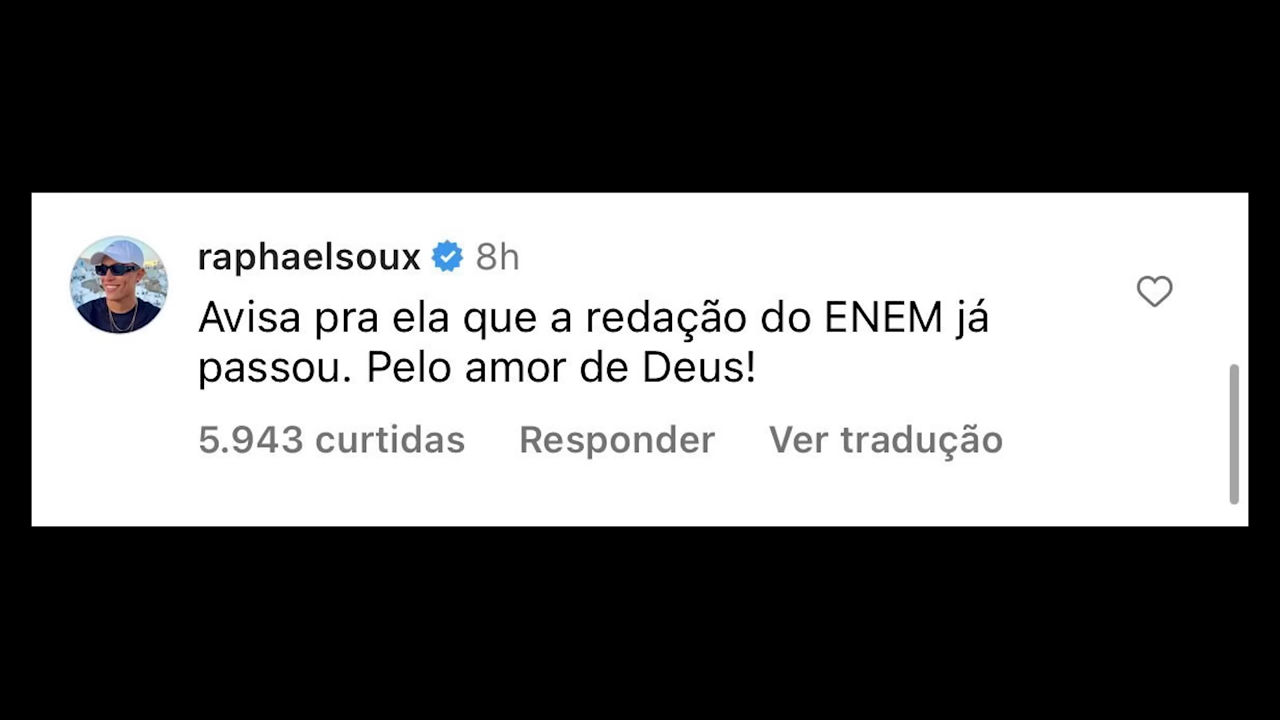 raphaelsoux 8h
Avisa pra ela que a redação do ENEM já
passou. Pelo amor de Deus!
5.943 curtidas Responder Ver tradução